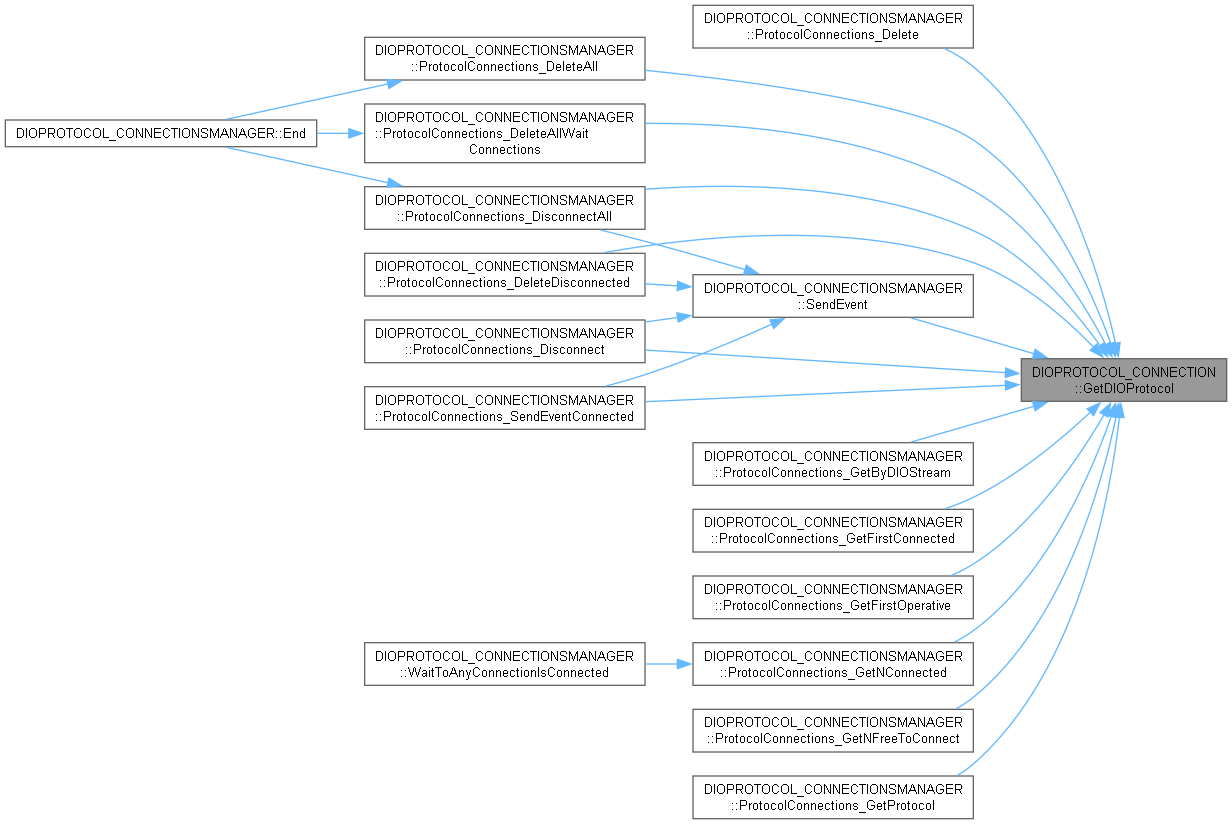 DIOPROTOCOL_CONNECTIONSMANAGER
::ProtocolConnections_Delete
DIOPROTOCOL_CONNECTIONSMANAGER
::ProtocolConnections_DeleteAll
DIOPROTOCOL_CONNECTIONSMANAGER::End
DIOPROTOCOL_CONNECTIONSMANAGER
::ProtocolConnections_DeleteAllWait
Connections
DIOPROTOCOL_CONNECTIONSMANAGER
::ProtocolConnections_DisconnectAll
DIOPROTOCOL_CONNECTIONSMANAGER
::ProtocolConnections_DeleteDisconnected
DIOPROTOCOL_CONNECTIONSMANAGER
::SendEvent
DIOPROTOCOL_CONNECTIONSMANAGER
::ProtocolConnections_Disconnect
DIOPROTOCOL_CONNECTION
::GetDIOProtocol
DIOPROTOCOL_CONNECTIONSMANAGER
::ProtocolConnections_SendEventConnected
DIOPROTOCOL_CONNECTIONSMANAGER
::ProtocolConnections_GetByDIOStream
DIOPROTOCOL_CONNECTIONSMANAGER
::ProtocolConnections_GetFirstConnected
DIOPROTOCOL_CONNECTIONSMANAGER
::ProtocolConnections_GetFirstOperative
DIOPROTOCOL_CONNECTIONSMANAGER
::WaitToAnyConnectionIsConnected
DIOPROTOCOL_CONNECTIONSMANAGER
::ProtocolConnections_GetNConnected
DIOPROTOCOL_CONNECTIONSMANAGER
::ProtocolConnections_GetNFreeToConnect
DIOPROTOCOL_CONNECTIONSMANAGER
::ProtocolConnections_GetProtocol